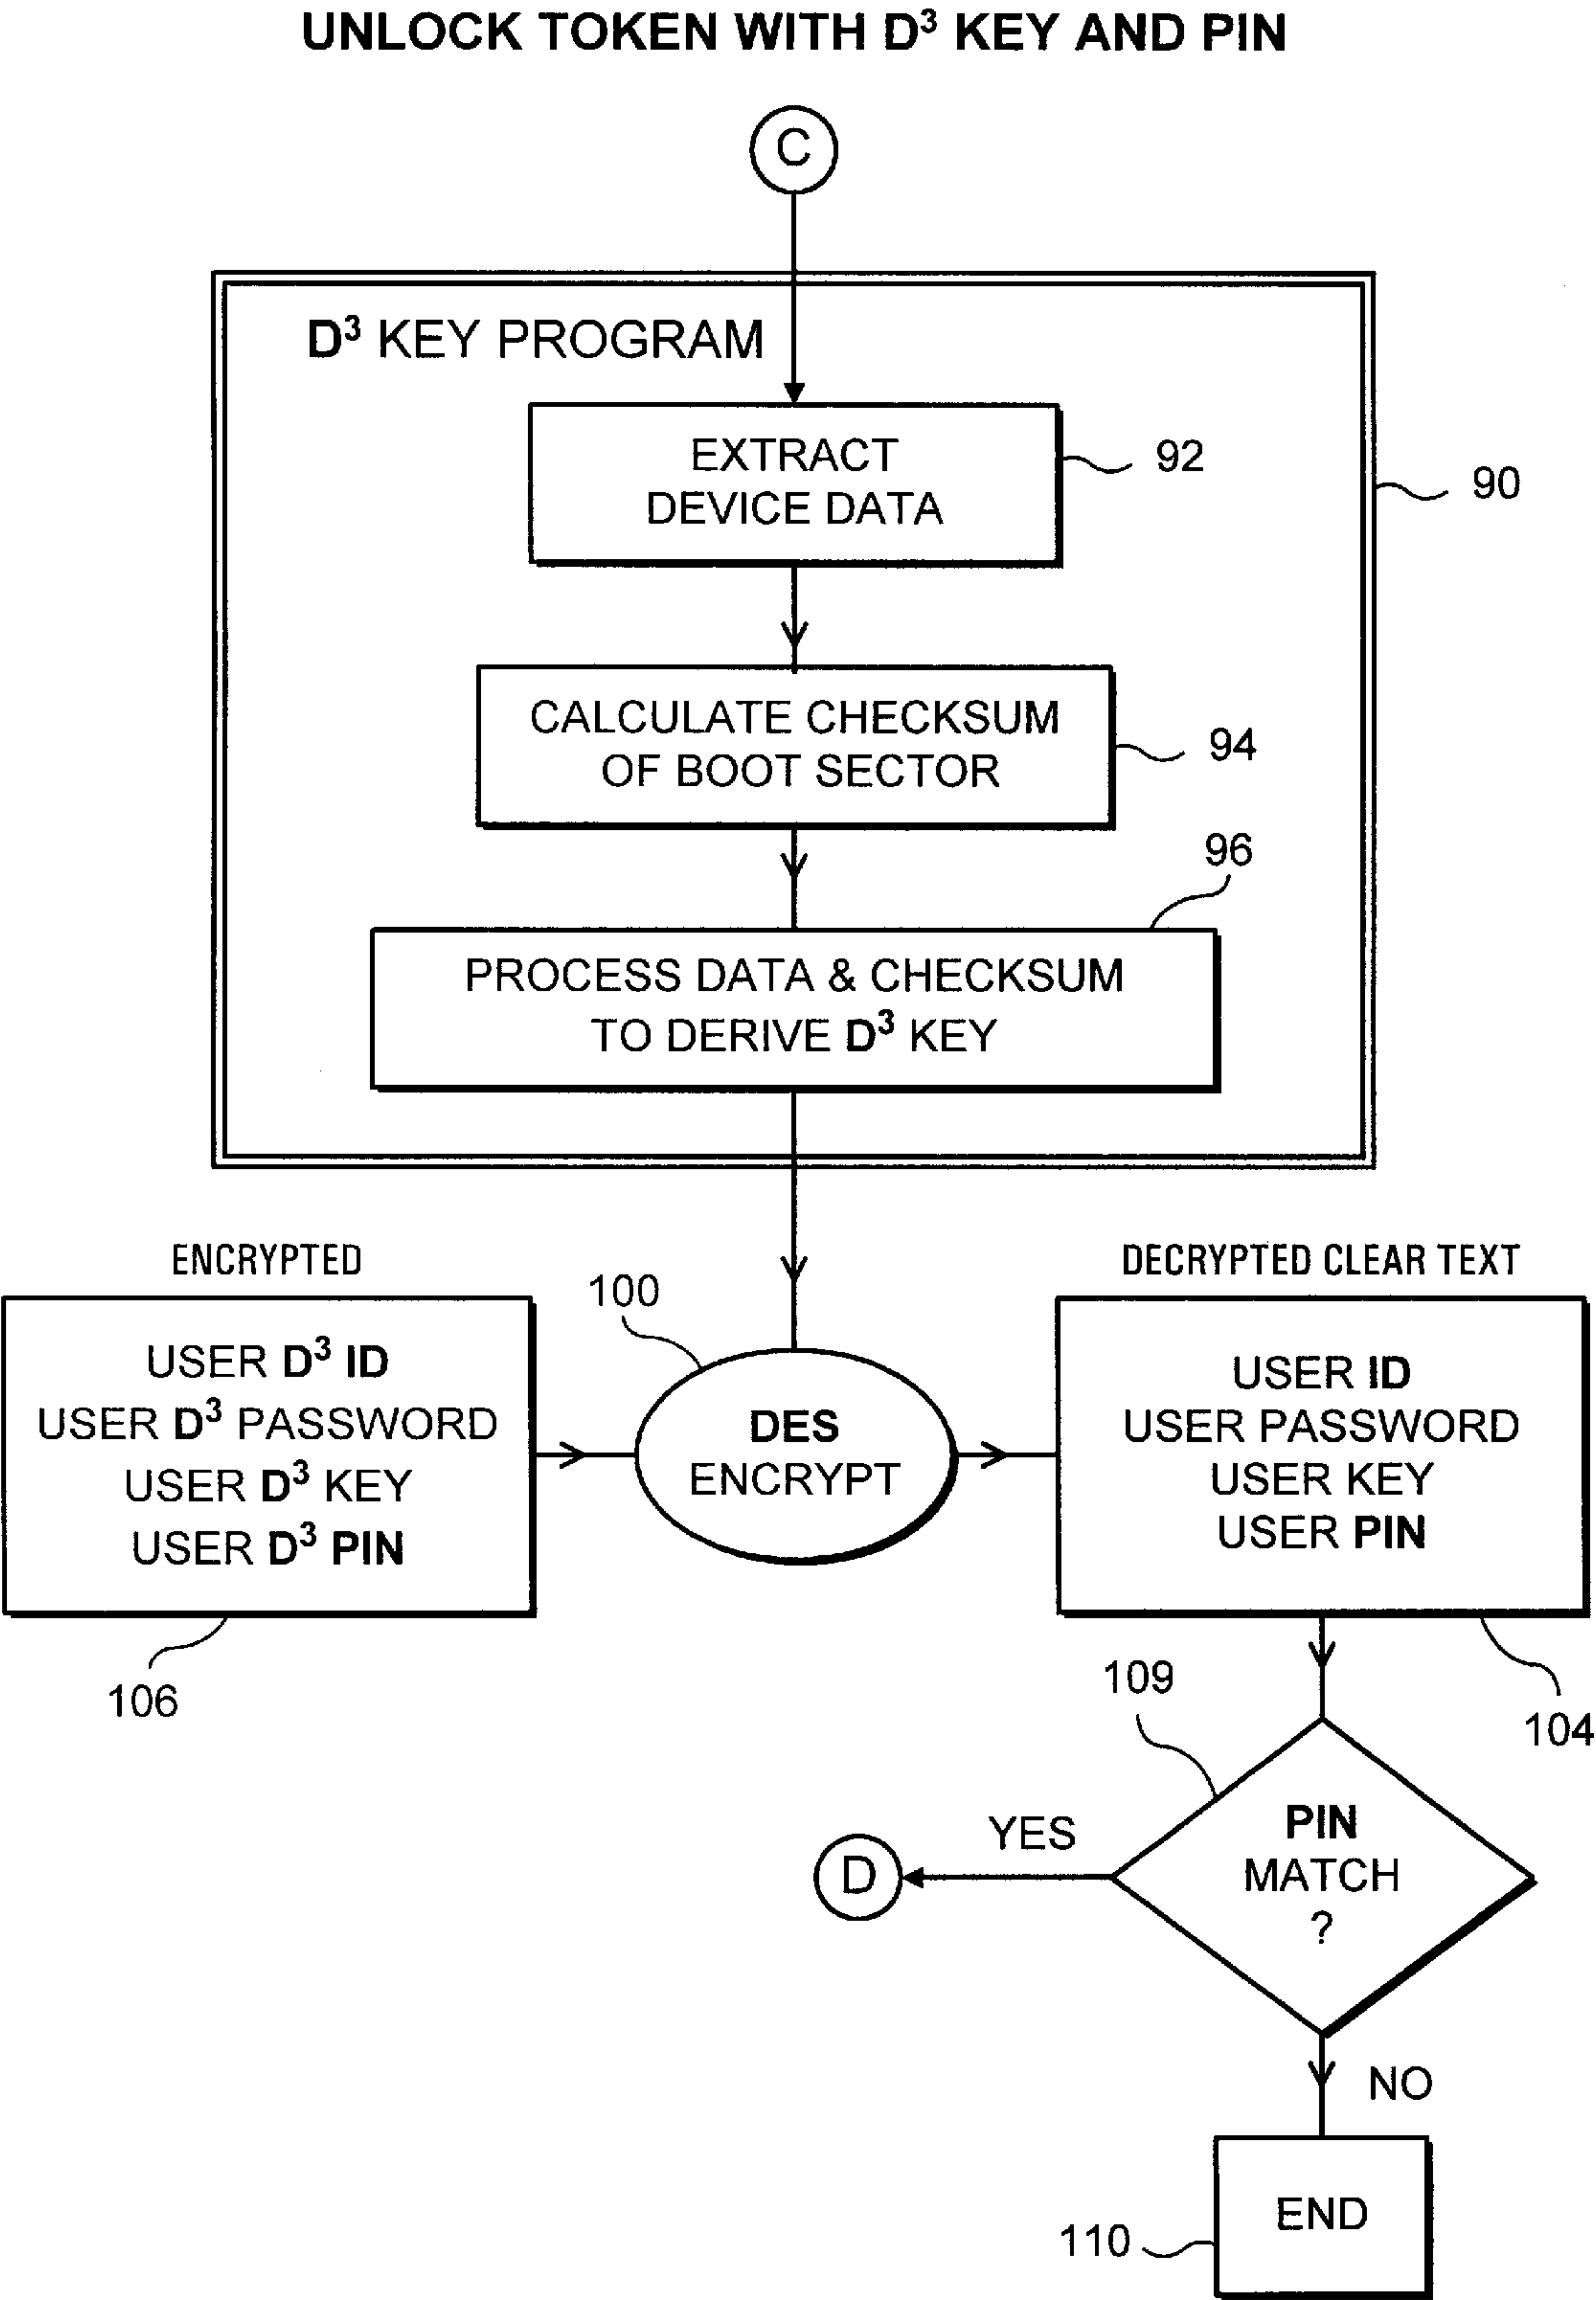 UNLOCK TOKEN WITH D³ KEY AND PIN
C
D³ KEY PROGRAM
EXTRACT
DEVICE DATA
92
90
CALCULATE CHECKSUM
OF BOOT SECTOR
94
96
PROCESS DATA & CHECKSUM
TO DERIVE D³ KEY
ENCRYPTED
USER D³ ID
USER D³ PASSWORD
USER D³ KEY
USER D³ PIN
106
100
DES
ENCRYPT
DECRYPTED CLEAR TEXT
USER ID
USER PASSWORD
USER KEY
USER PIN
104
109
PIN
MATCH
?
YES
D
NO
END
110